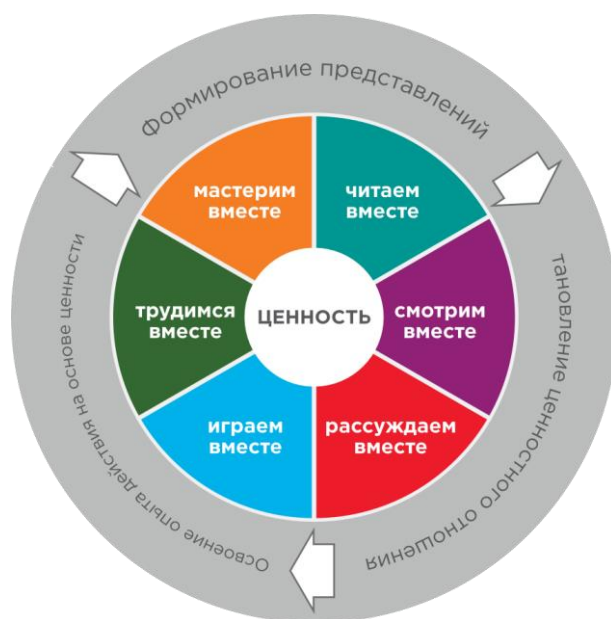 Формирование представлений
мастерим
вместе
читаем
вместе
трудимся
вместе
ЦЕННОСТЬ
смотрим
вместе
играем
вместе
рассуждаем
вместе
тановление ценностного отношения
Освоение опыта действия на основе ценности